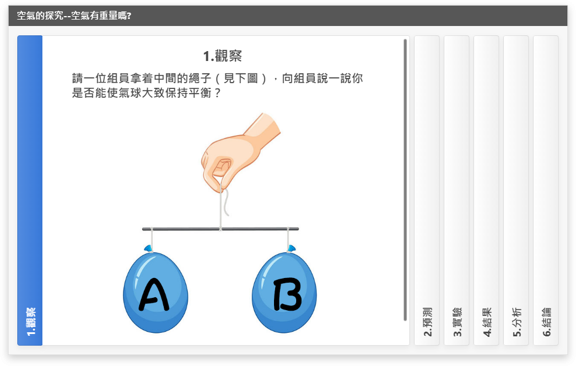 空氣的探究--空氣有重量嗎?
1.觀察
請一位組員拿着中間的繩子（見下圖），向組員說一說你
是否能使氣球大致保持平衡？
A
B
1.觀察
2.預測
3.實驗
4.結果
5.分析
6.結論